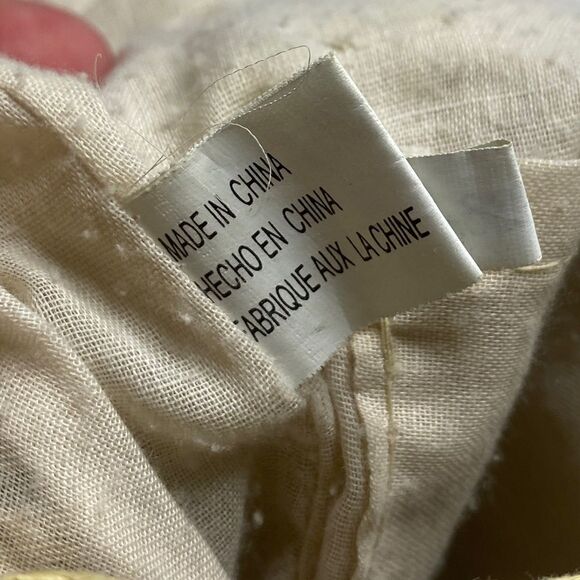 MADE IN CHINA
HECHO EN CHINA
FABRIQUE AUX LA CHINE